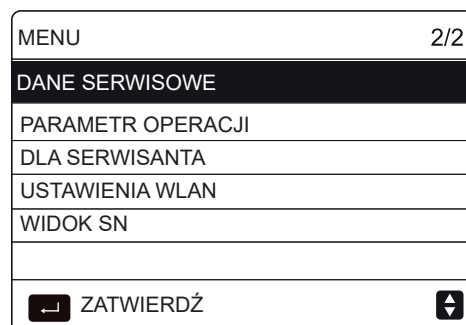 MENU 2/2
DANE SERWISOWE
PARAMETR OPERACJI
DLA SERWISANTA
USTAWIENIA WLAN
WIDOK SN
ZATWIERDŹ